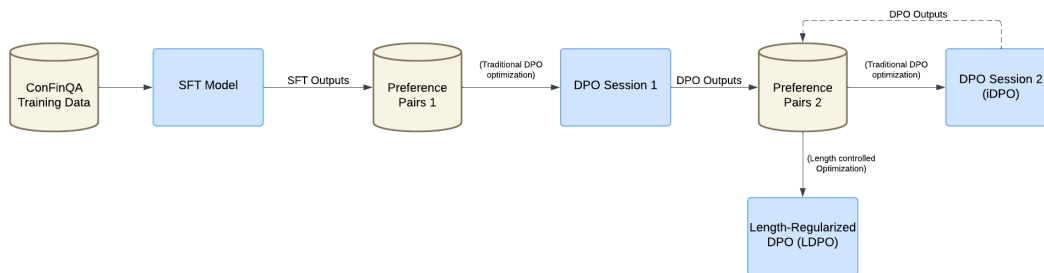 DPO Outputs
ConFinQA
Training Data
SFT Model
SFT Outputs
Preference
Pairs 1
(Traditional DPO
optimization)
DPO Session 1
DPO Outputs
Preference
Pairs 2
(Traditional DPO
optimization)
DPO Session 2
(iDPO)
(Length controlled
Optimization)
Length-Regularized
DPO (LDPO)